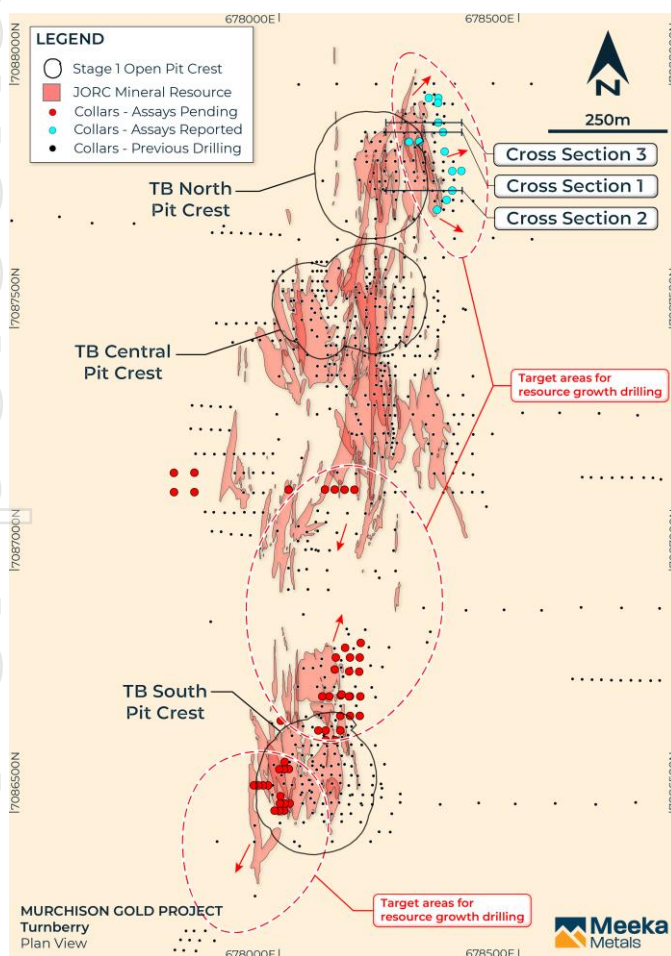 678000E
678500E
7088000N
LEGEND
Stage 1 Open Pit Crest
JORC Mineral Resource
Collars - Assays Pending
Collars - Assays Reported
Collars - Previous Drilling
N
250m
Cross Section 3
Cross Section 1
Cross Section 2
TB North
Pit Crest
7087500N
TB Central
Pit Crest
Target areas for
resource growth drilling
7087000N
TB South
Pit Crest
7086500N
Target areas for
resource growth drilling
MURCHISON GOLD PROJECT
Turnberry
Plan View
678000E
678500E
Meeka
Metals